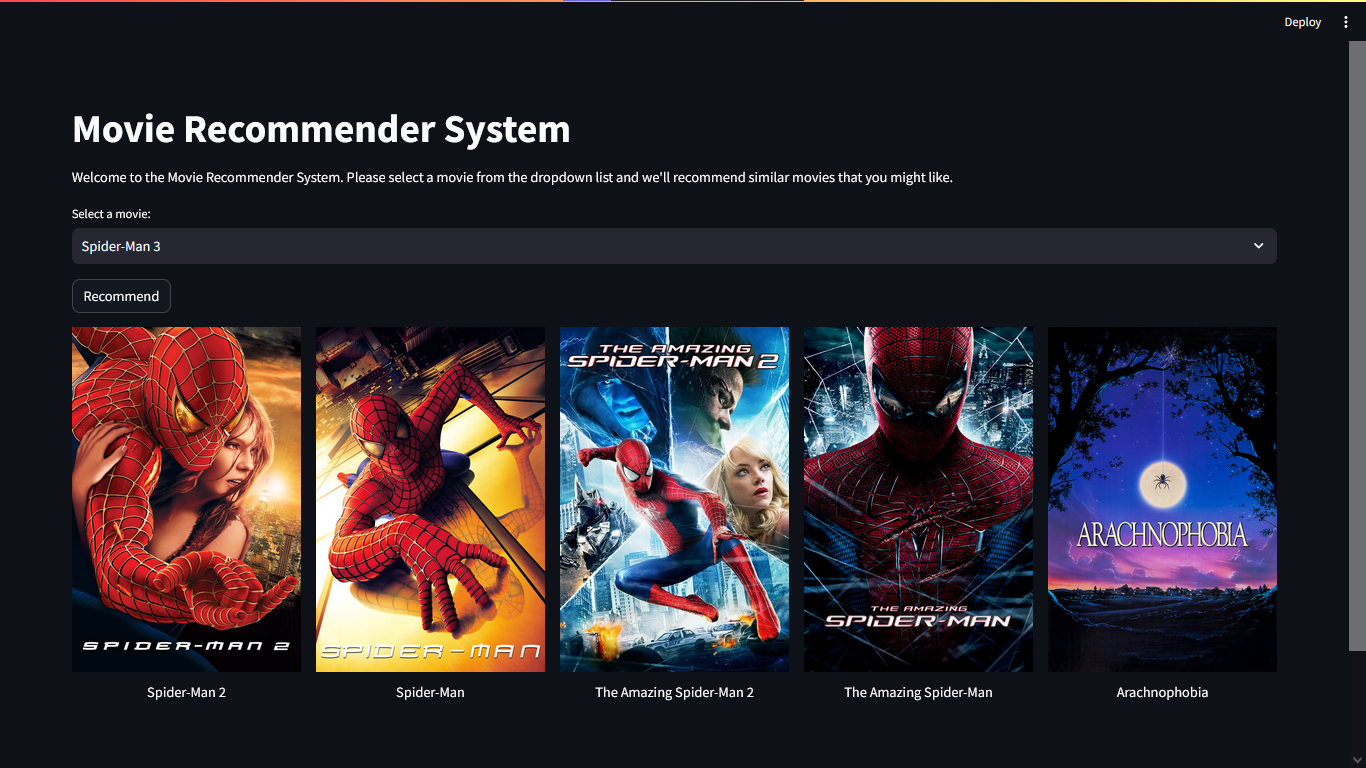 Deploy
Movie Recommender System
Welcome to the Movie Recommender System. Please select a movie from the dropdown list and we'll recommend similar movies that you might like.
Select a movie:
Spider-Man 3
Recommend
SPIDER-MAN 2
SPIDER-MAN
THE AMAZING
SPIDER-MAN 2
THE AMAZING
SPIDER-MAN
ARACHNOPHOBIA
Spider-Man 2
Spider-Man
The Amazing Spider-Man 2
The Amazing Spider-Man
Arachnophobia